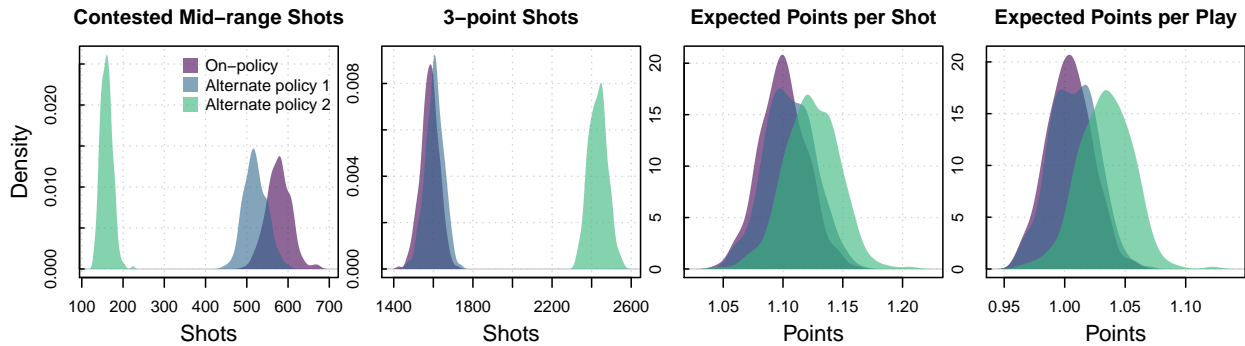 Contested Mid−range Shots
3−point Shots
Expected Points per Shot
Expected Points per Play
On−policy
Alternate policy 1
Alternate policy 2
Density
0.000
0.010
0.020
100 200 300 400 500 600 700
Shots
0.000
0.004
0.008
1400 1800 2200 2600
Shots
0
5
10
15
20
1.05 1.10 1.15 1.20
Points
0
5
10
15
20
0.95 1.00 1.05 1.10
Points